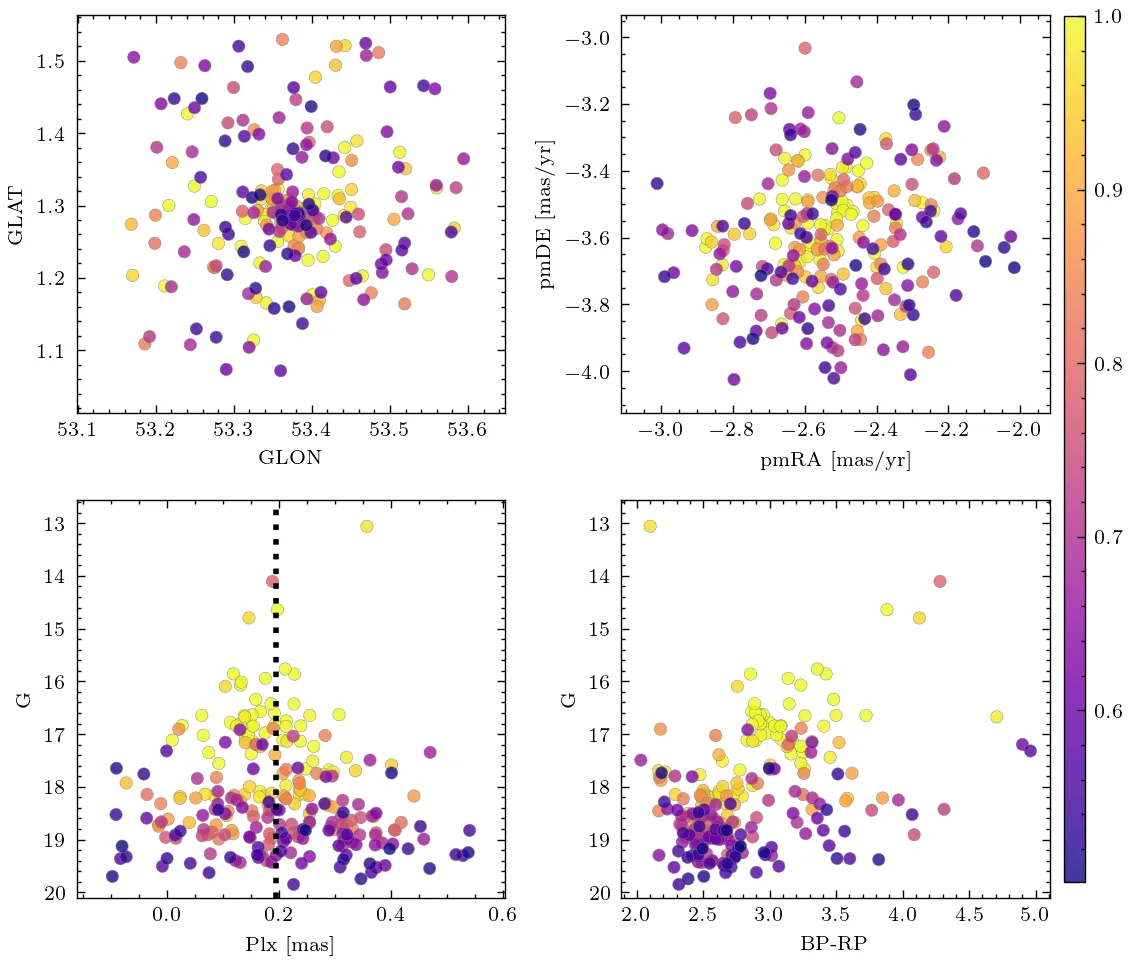 1.5
1.4
1.3
1.2
1.1
GLAT
53.1 53.2 53.3 53.4 53.5 53.6
GLON
−3.0
−3.2
−3.4
−3.6
−3.8
−4.0
pmDE [mas/yr]
−3.0 −2.8 −2.6 −2.4 −2.2 −2.0
pmRA [mas/yr]
1.0
0.9
0.8
0.7
0.6
13
14
15
16
17
18
19
20
G
0.0 0.2 0.4 0.6
Plx [mas]
13
14
15
16
17
18
19
20
G
2.0 2.5 3.0 3.5 4.0 4.5 5.0
BP-RP